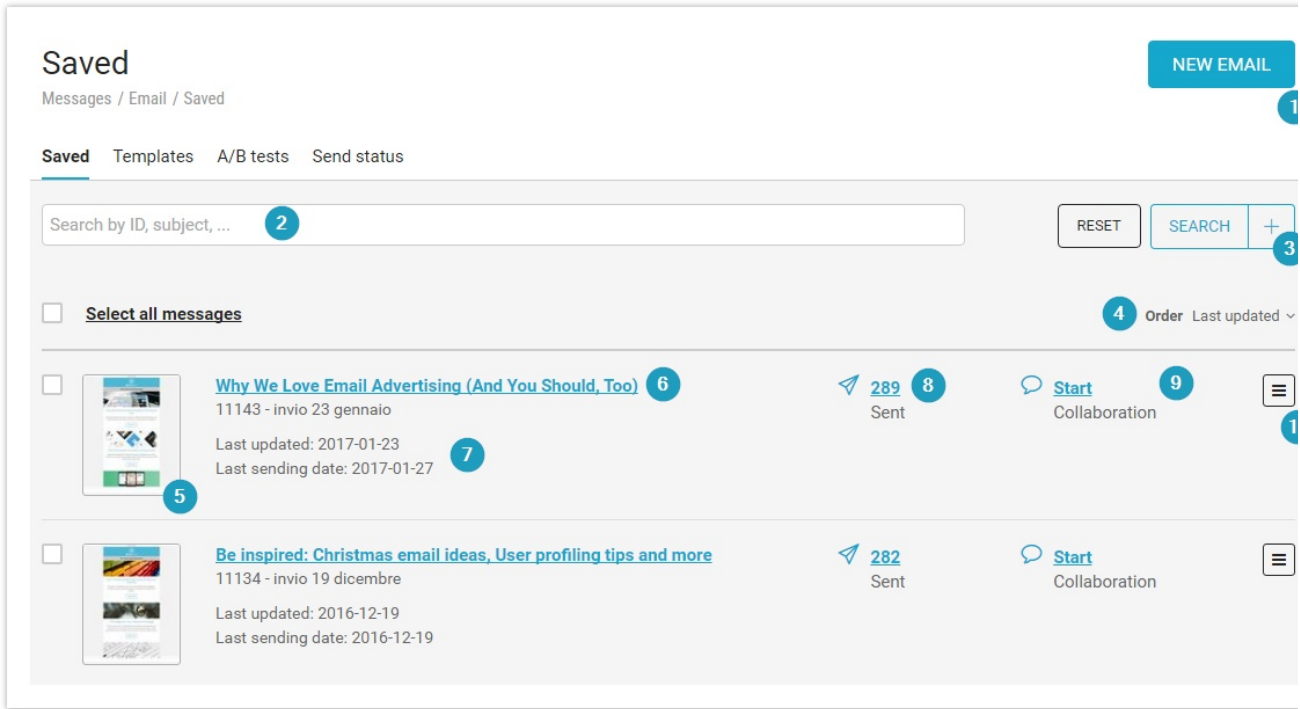 Saved
NEW EMAIL
Messages / Email / Saved
1
Saved Templates A/B tests Send status
Search by ID, subject, ... 2
RESET SEARCH +
3
Select all messages
4 Order Last updated
Why We Love Email Advertising (And You Should, Too) 6
11143 - invio 23 gennaio
Last updated: 2017-01-23
Last sending date: 2017-01-27
7
5
289 8
Sent
Start 9
Collaboration
1
Be inspired: Christmas email ideas, User profiling tips and more
11134 - invio 19 dicembre
Last updated: 2016-12-19
Last sending date: 2016-12-19
282
Sent
Start
Collaboration